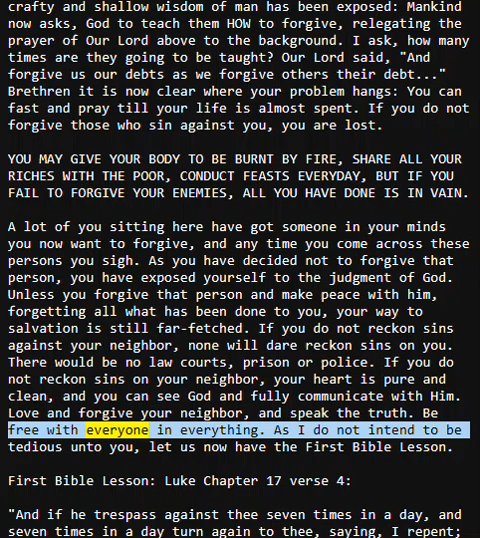 crafty and shallow wisdom of man has been exposed: Mankind
now asks, God to teach them HOW to forgive, relegating the
prayer of Our Lord above to the background. I ask, how many
times are they going to be taught? Our Lord said, "And
forgive us our debts as we forgive others their debt..."
Brethren it is now clear where your problem hangs: You can
fast and pray till your life is almost spent. If you do not
forgive those who sin against you, you are lost.

YOU MAY GIVE YOUR BODY TO BE BURNT BY FIRE, SHARE ALL YOUR
RICHES WITH THE POOR, CONDUCT FEASTS EVERYDAY, BUT IF YOU
FAIL TO FORGIVE YOUR ENEMIES, ALL YOU HAVE DONE IS IN VAIN.

A lot of you sitting here have got someone in your minds
you now want to forgive, and any time you come across these
persons you sigh. As you have decided not to forgive that
person, you have exposed yourself to the judgment of God.
Unless you forgive that person and make peace with him,
forgetting all what has been done to you, your way to
salvation is still far-fetched. If you do not reckon sins
against your neighbor, none will dare reckon sins on you.
There would be no law courts, prison or police. If you do
not reckon sins on your neighbor, your heart is pure and
clean, and you can see God and fully communicate with Him.
Love and forgive your neighbor, and speak the truth. Be
free with everyone in everything. As I do not intend to be
tedious unto you, let us now have the First Bible Lesson.

First Bible Lesson: Luke Chapter 17 verse 4:

"And if he trespass against thee seven times in a day, and
seven times in a day turn again to thee, saying, I repent;